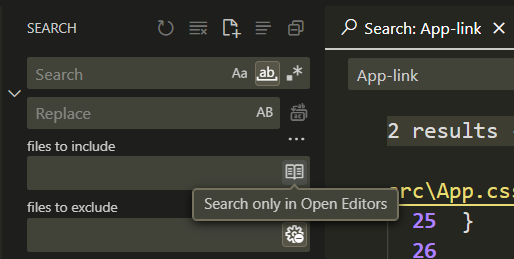 SEARCH
Search: App-link
Search
Aa
ab
.*
App-link
Replace
AB
2 results
files to include
Search only in Open Editors
src\App.css
files to exclude
25 }
26